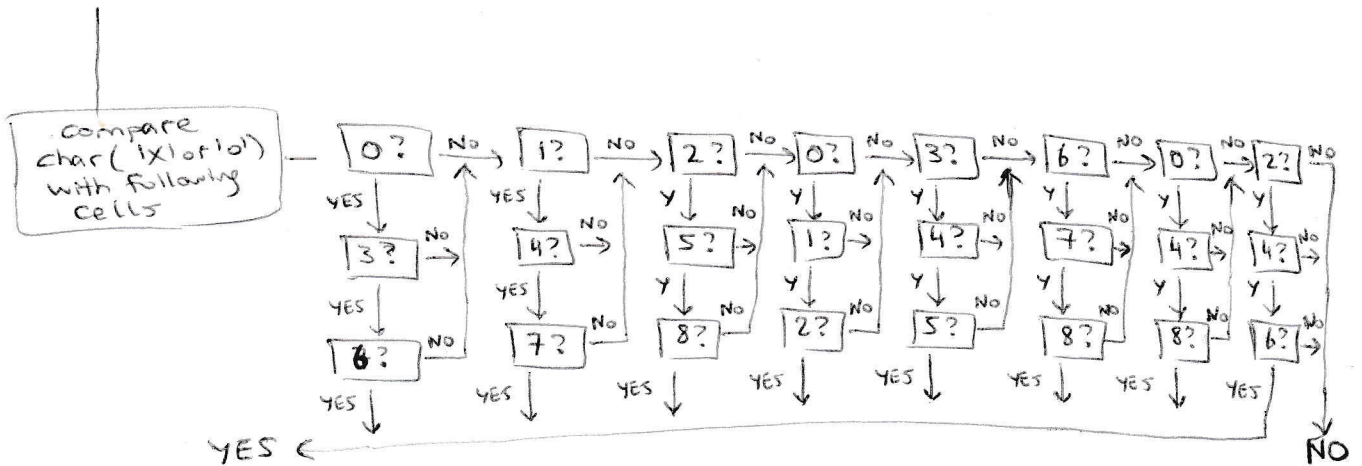 compare
char('x'or'o')
with following
cells
0? NO 1? NO 2? NO 0? NO 3? NO 6? NO 0? NO 2? NO
YES YES Y Y Y Y Y Y
3? NO 4? NO 5? NO 1? NO 4? NO 7? NO 4? NO 4? NO
YES YES Y Y Y Y Y Y
6? NO 7? NO 8? NO 2? NO 5? NO 8? NO 8? NO 6? NO
YES YES YES YES YES YES YES YES
YES NO